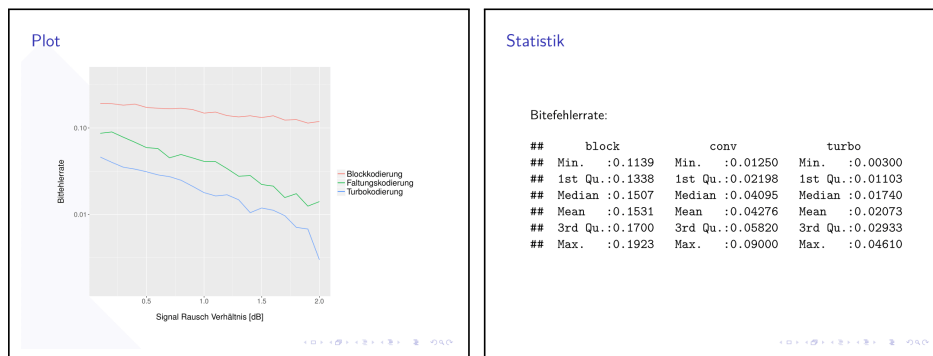 Plot
Bitfehlerrate
0.10
0.01
0.5 1.0 1.5 2.0
Signal Rausch Verhältnis [dB]
Blockkodierung
Faltungskodierung
Turbokodierung
Statistik
Bitefehlerrate:
## block conv turbo
## Min. :0.1139 Min. :0.01250 Min. :0.00300
## 1st Qu.:0.1338 1st Qu.:0.02198 1st Qu.:0.01103
## Median :0.1507 Median :0.04095 Median :0.01740
## Mean :0.1531 Mean :0.04276 Mean :0.02073
## 3rd Qu.:0.1700 3rd Qu.:0.05820 3rd Qu.:0.02933
## Max. :0.1923 Max. :0.09000 Max. :0.04610